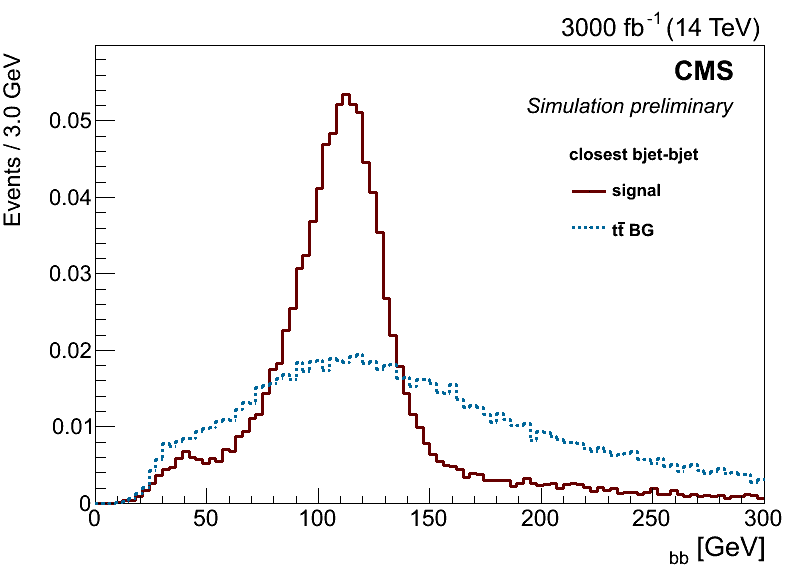 3000 fb⁻¹ (14 TeV)
CMS
Simulation preliminary
closest bjet-bjet
signal
tt̄ BG
Events / 3.0 GeV
0.05
0.04
0.03
0.02
0.01
0
0 50 100 150 200 250 300
bb [GeV]